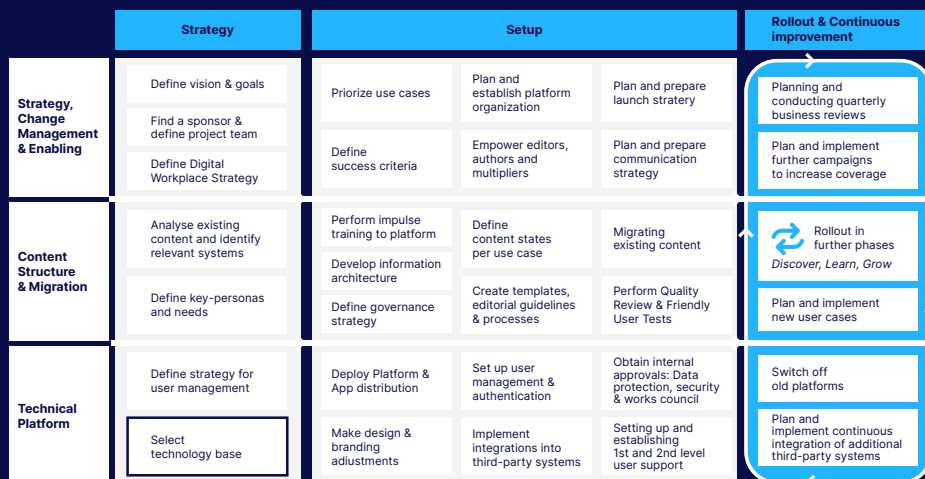 Strategy
Setup
Rollout & Continuous
improvement
Strategy,
Change
Management
& Enabling
Define vision & goals
Find a sponsor &
define project team
Define Digital
Workplace Strategy
Priorize use cases
Define
success criteria
Plan and
establish platform
organization
Empower editors,
authors and
multipliers
Plan and prepare
launch stratery
Plan and prepare
communication
strategy
Planning and
conducting quarterly
business reviews
Plan and implement
further campaigns
to increase coverage
Content
Structure
& Migration
Analyse existing
content and identify
relevant systems
Define key-personas
and needs
Perform impulse
training to platform
Develop information
architecture
Define governance
strategy
Define
content states
per use case
Create templates,
editorial guidelines
& processes
Migrating
existing content
Perform Quality
Review & Friendly
User Tests
Rollout in
further phases
Discover, Learn, Grow
Plan and implement
new user cases
Technical
Platform
Define strategy for
user management
Select
technology base
Deploy Platform &
App distribution
Make design &
branding
adiustments
Set up user
management &
authentication
Implement
integrations into
third-party systems
Obtain internal
approvals: Data
protection, security
& works council
Setting up and
establishing
1st and 2nd level
user support
Switch off
old platforms
Plan and
implement continuous
integration of additional
third-party systems